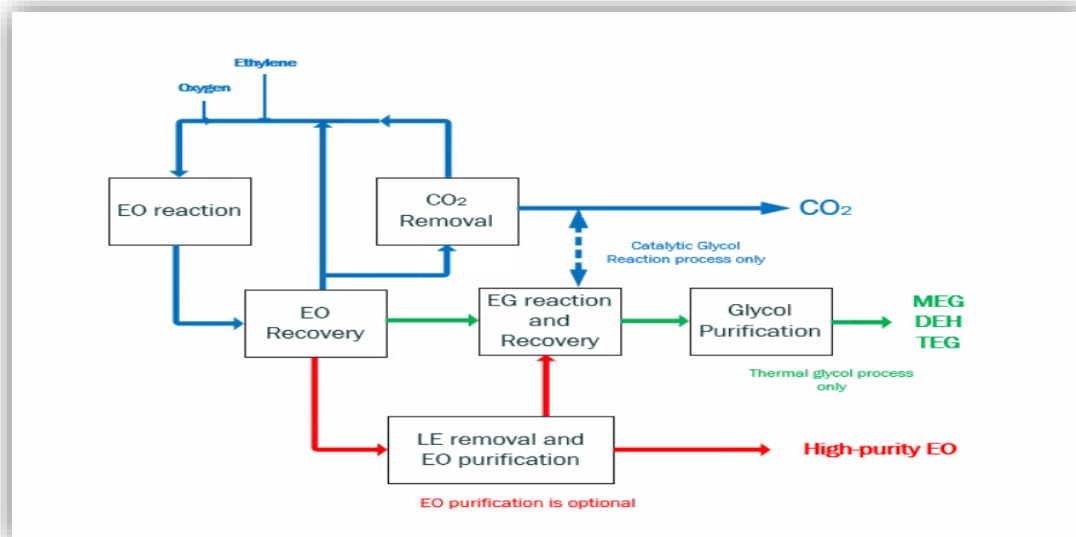 Ethylene
Oxygen
EO reaction
CO₂
Removal
CO₂
Catalytic Glycol
Reaction process only
EO
Recovery
EG reaction
and
Recovery
Glycol
Purification
MEG
DEH
TEG
Thermal glycol process
only
LE removal and
EO purification
High-purity EO
EO purification is optional